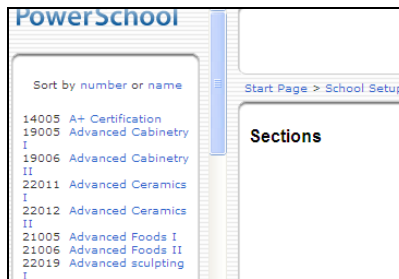 PowerSchool
Sort by number or name
14005 A+ Certification
19005 Advanced Cabinetry
I
19006 Advanced Cabinetry
II
22011 Advanced Ceramics
I
22012 Advanced Ceramics
II
21005 Advanced Foods I
21006 Advanced Foods II
22019 Advanced sculpting
I
Start Page > School Setup
Sections